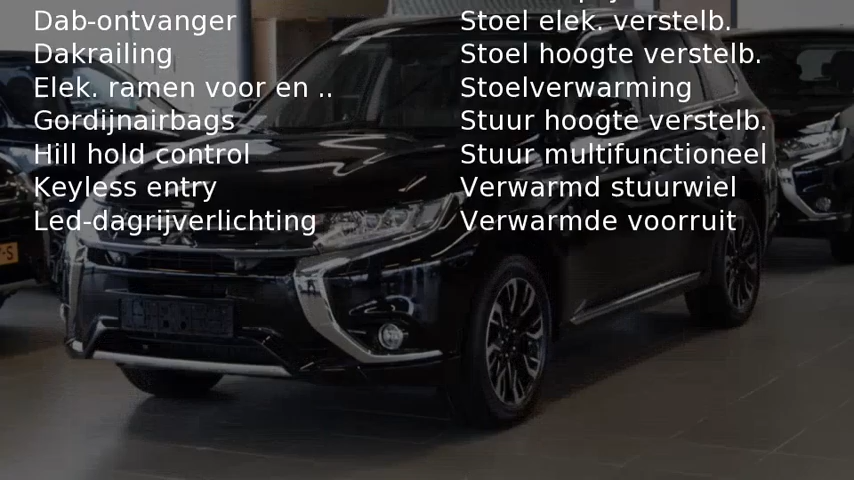 Dab-ontvanger
Dakrailing
Elek. ramen voor en ..
Gordijnairbags
Hill hold control
Keyless entry
Led-dagrijverlichting
Stoel elek. verstelb.
Stoel hoogte verstelb.
Stoelverwarming
Stuur hoogte verstelb.
Stuur multifunctioneel
Verwarmd stuurwiel
Verwarmde voorruit